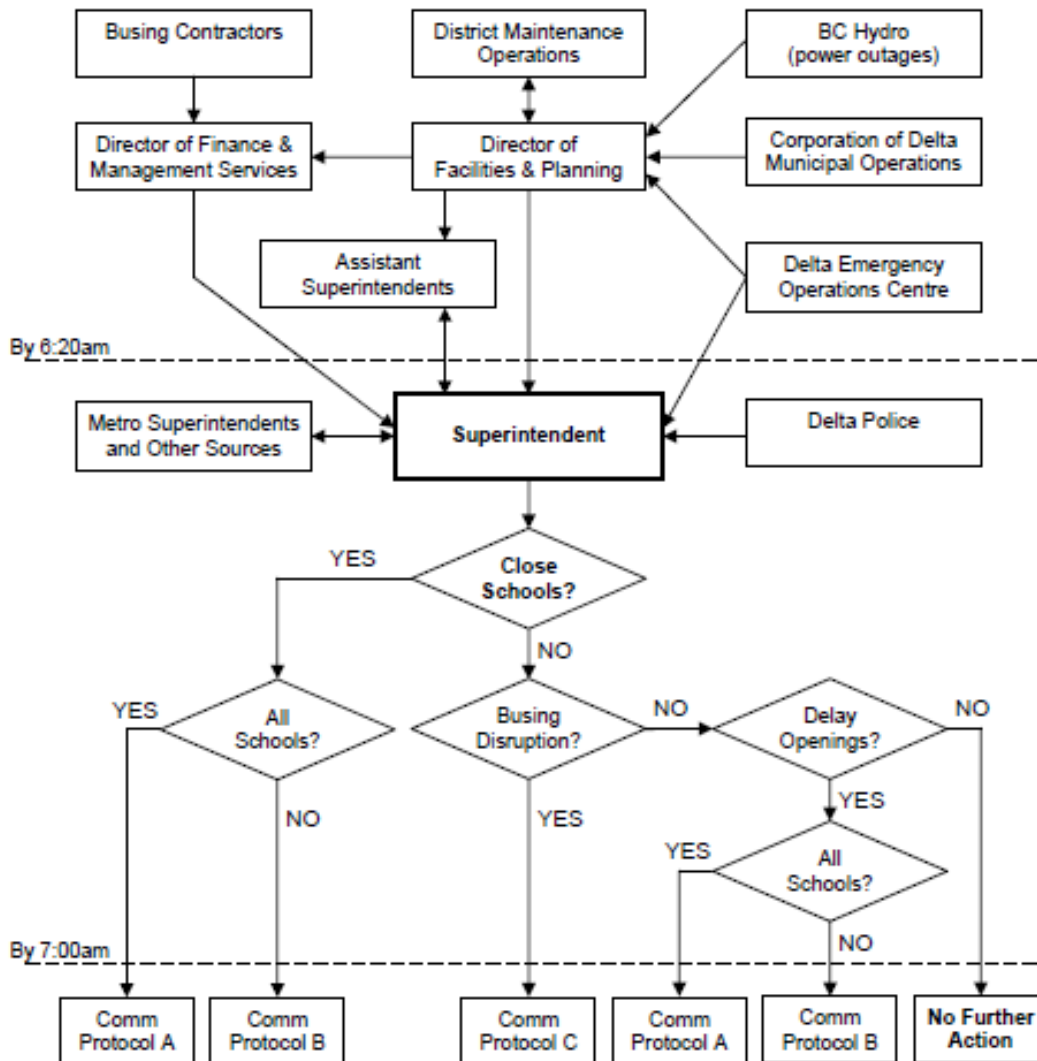 Busing Contractors
District Maintenance
Operations
BC Hydro
(power outages)
Director of Finance &
Management Services
Director of
Facilities & Planning
Corporation of Delta
Municipal Operations
Assistant
Superintendents
Delta Emergency
Operations Centre
By 6:20am
Metro Superintendents
and Other Sources
Superintendent
Delta Police
YES
Close
Schools?
NO
YES
All
Schools?
NO
Busing
Disruption?
NO
Delay
Openings?
NO
YES
YES
YES
All
Schools?
NO
By 7:00am
Comm
Protocol A
Comm
Protocol B
Comm
Protocol C
Comm
Protocol A
Comm
Protocol B
No Further
Action